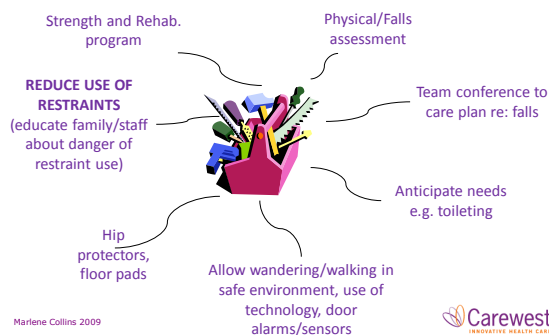 Strength and Rehab.
program
Physical/Falls
assessment
REDUCE USE OF
RESTRAINTS
(educate family/staff
about danger of
restraint use)
Team conference to
care plan re: falls
Anticipate needs
e.g. toileting
Hip
protectors,
floor pads
Allow wandering/walking in
safe environment, use of
technology, door
alarms/sensors
Marlene Collins 2009
Carewest
INNOVATIVE HEALTH CARE